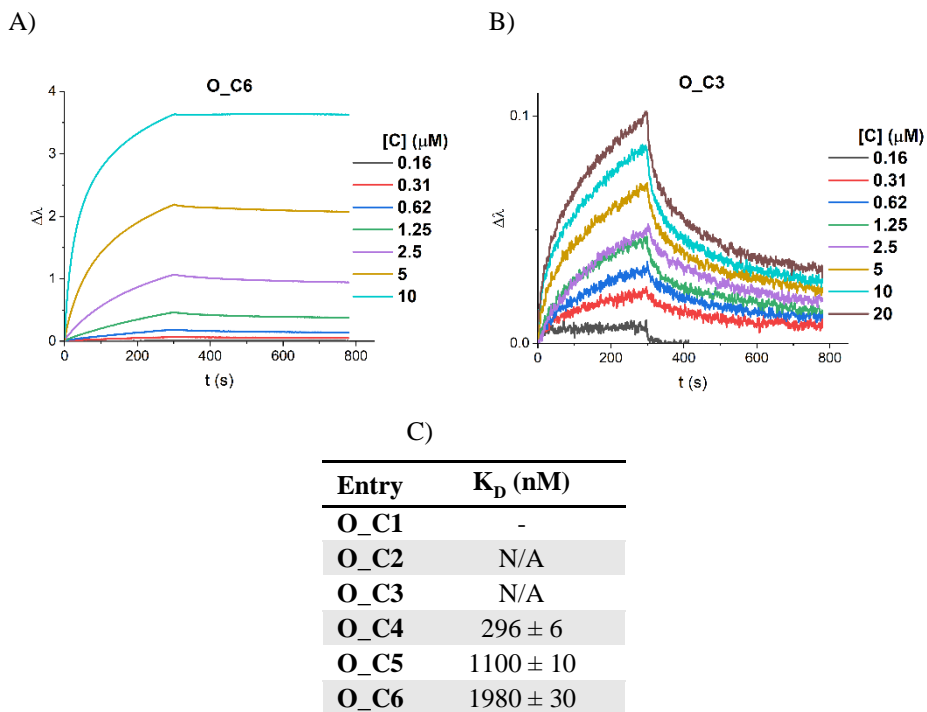 A)
B)
O_C6
4
3
2
1
0
Δλ
0
200
400
600
800
t (s)
[C] (μM)
0.16
0.31
0.62
1.25
2.5
5
10
O_C3
0.1
0.0
Δλ
0
200
400
600
800
t (s)
[C] (μM)
0.16
0.31
0.62
1.25
2.5
5
10
20
C)
Entry K_D (nM)
O_C1 -
O_C2 N/A
O_C3 N/A
O_C4 296 ± 6
O_C5 1100 ± 10
O_C6 1980 ± 30